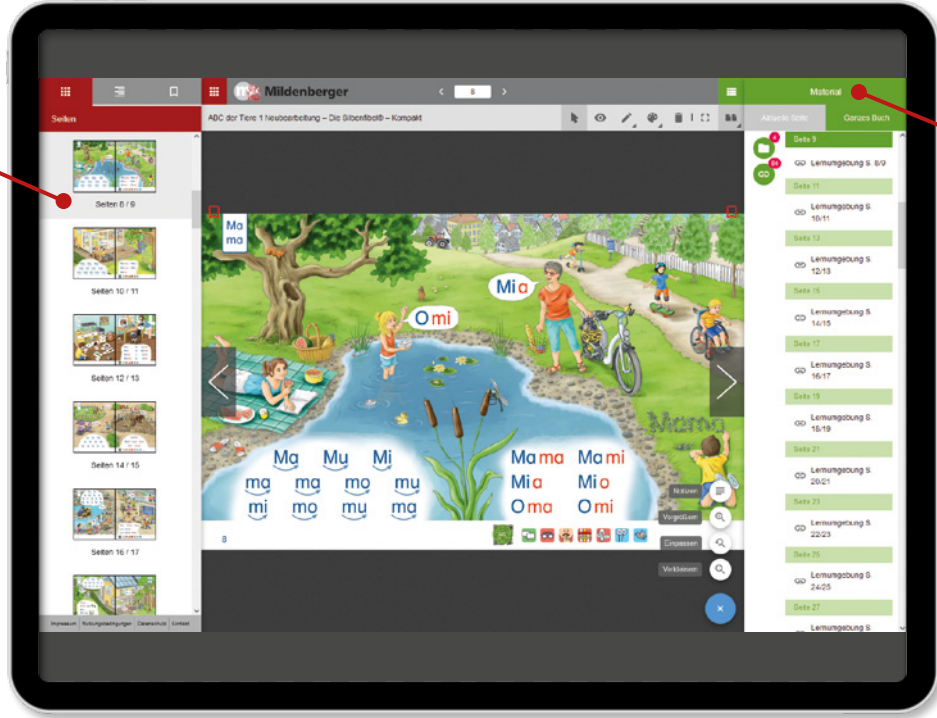 Mildenberger
8
Material
Seiten
ABC der Tiere 1 Neubearbeitung – Die Silbenfibel® – Kompakt
Aktuelle Seite
Ganzes Buch
Seiten 8 / 9
Seiten 10 / 11
Seiten 12 / 13
Seiten 14 / 15
Seiten 16 / 17
Impressum
Nutzungsbedingungen
Datenschutz
Kontakt
Ma
ma
Mia
Omi
Mama
Ma Mu Mi
ma ma mo mu
mi mo mu ma
Mama Mami
Mia Mio
Oma Omi
8
Notizen
Vergrößern
Einpassen
Verkleinern
4
84
Seite 9
Lernumgebung S. 8/9
Seite 11
Lernumgebung S.
10/11
Seite 13
Lernumgebung S.
12/13
Seite 15
Lernumgebung S.
14/15
Seite 17
Lernumgebung S.
16/17
Seite 19
Lernumgebung S.
18/19
Seite 21
Lernumgebung S.
20/21
Seite 23
Lernumgebung S.
22/23
Seite 25
Lernumgebung S.
24/25
Seite 27
Lernumgebung S.